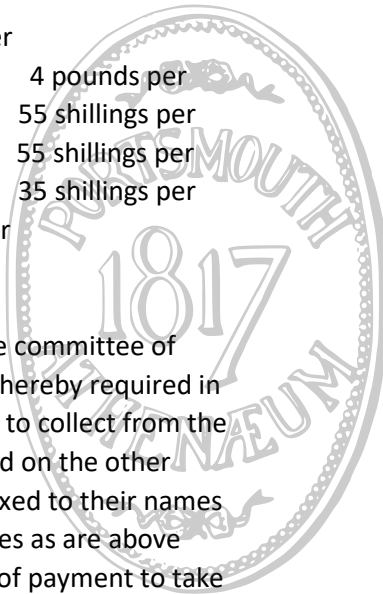 er
4 pounds per
55 shillings per
55 shillings per
35 shillings per
r
e committee of
hereby required in
to collect from the
d on the other
xed to their names
es as are above
of payment to take
PORTSMOUTH
1817
ATHENÆUM